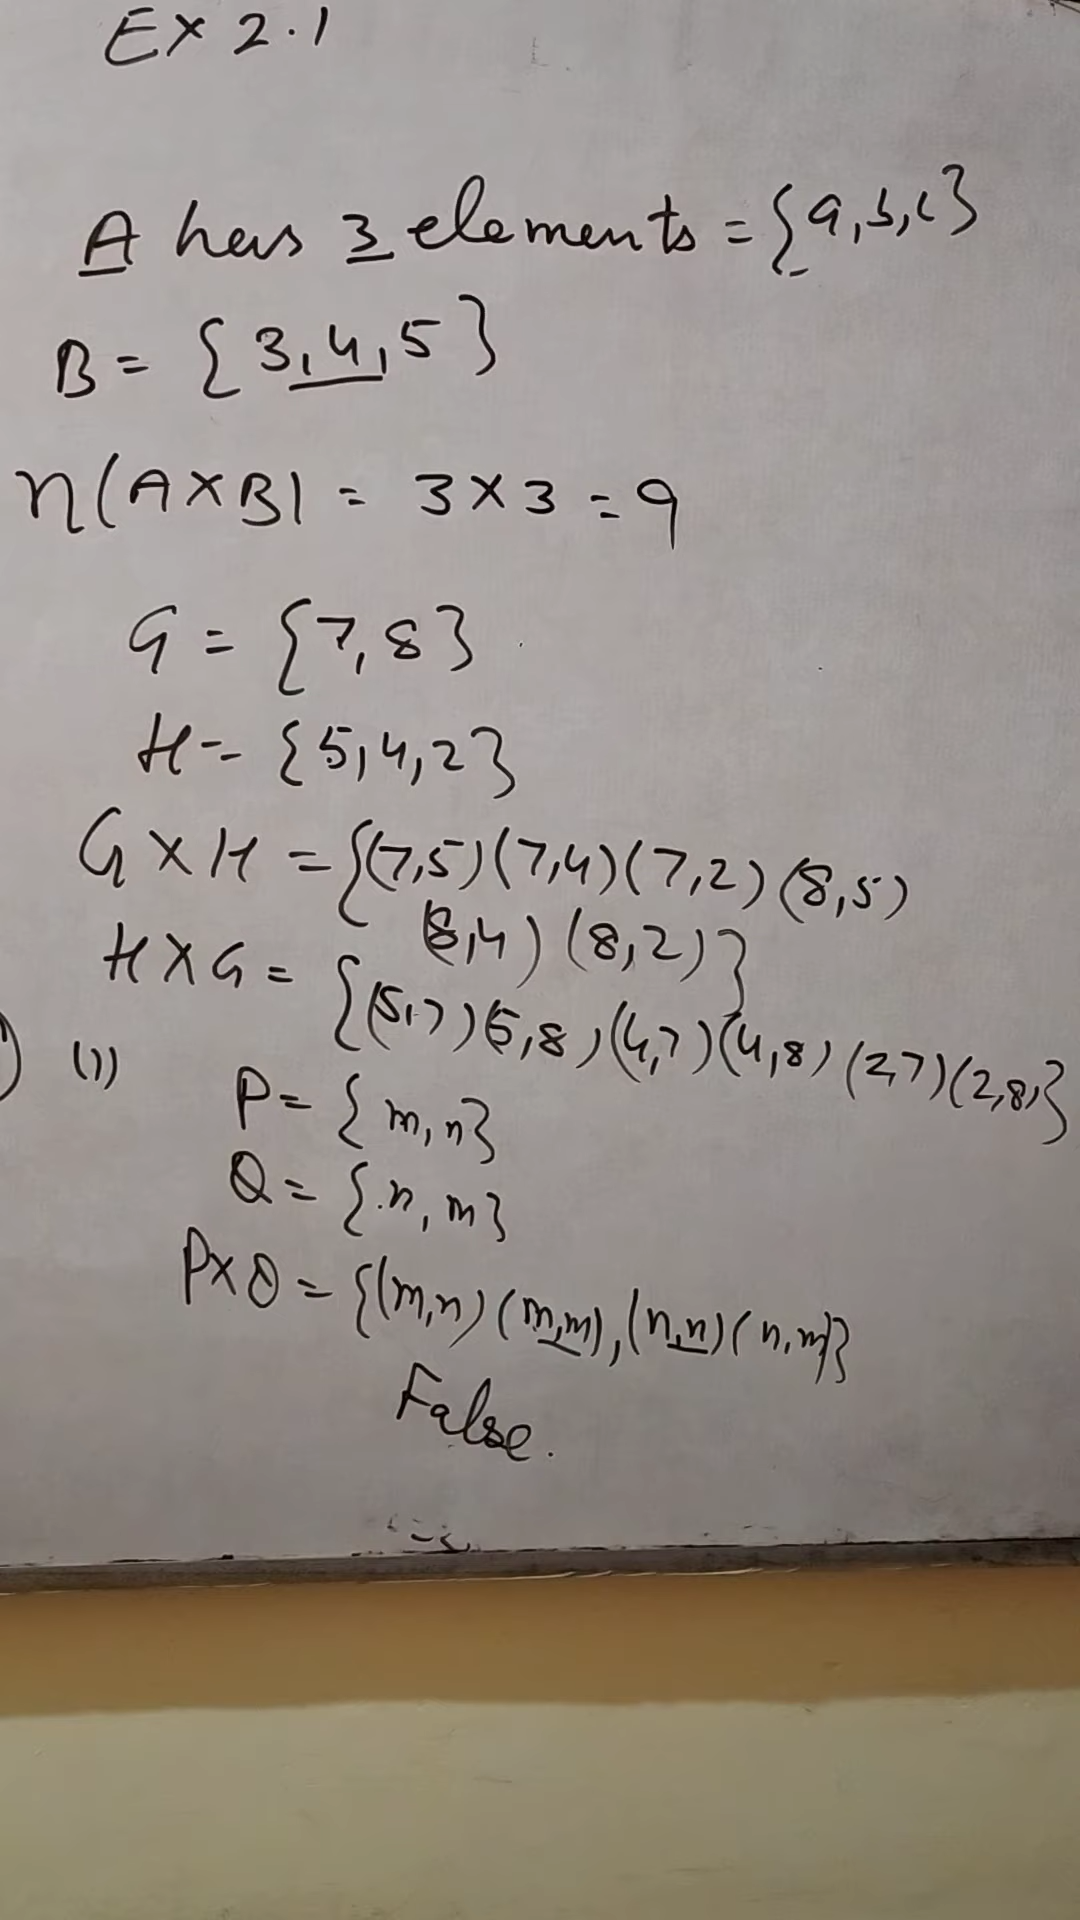 EX 2.1
A has 3 elements = {a,b,c}
B = { 3,4,5 }
n(A×B) = 3×3 = 9
G = {7,8}
H = {5,4,2}
G×H = {(7,5)(7,4)(7,2)(8,5)
(8,4)(8,2)}
H×G = {(5,7)(5,8)(4,7)(4,8)(2,7)(2,8)}
(1)
P = { m,n}
Q = {n,m}
P×Q = {(m,n)(m,m),(n,n)(n,m)}
False.